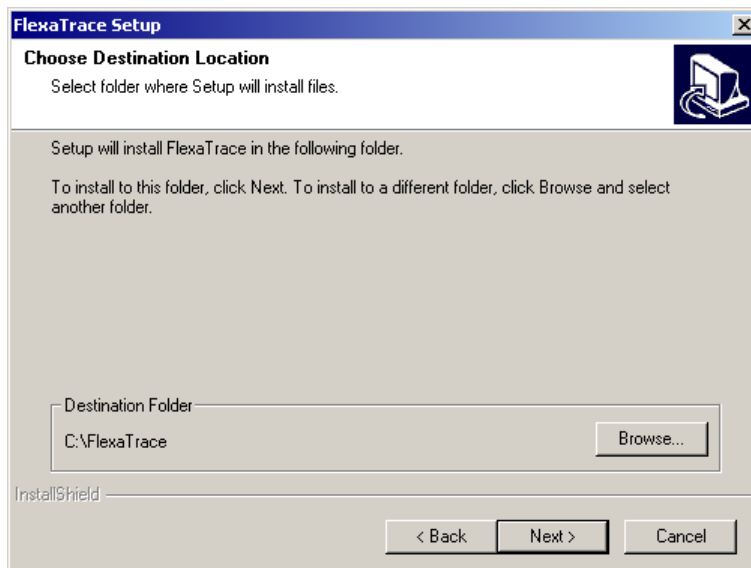 FlexaTrace Setup
Choose Destination Location
Select folder where Setup will install files.
Setup will install FlexaTrace in the following folder.
To install to this folder, click Next. To install to a different folder, click Browse and select
another folder.
Destination Folder
C:\FlexaTrace
Browse...
InstallShield
< Back
Next >
Cancel